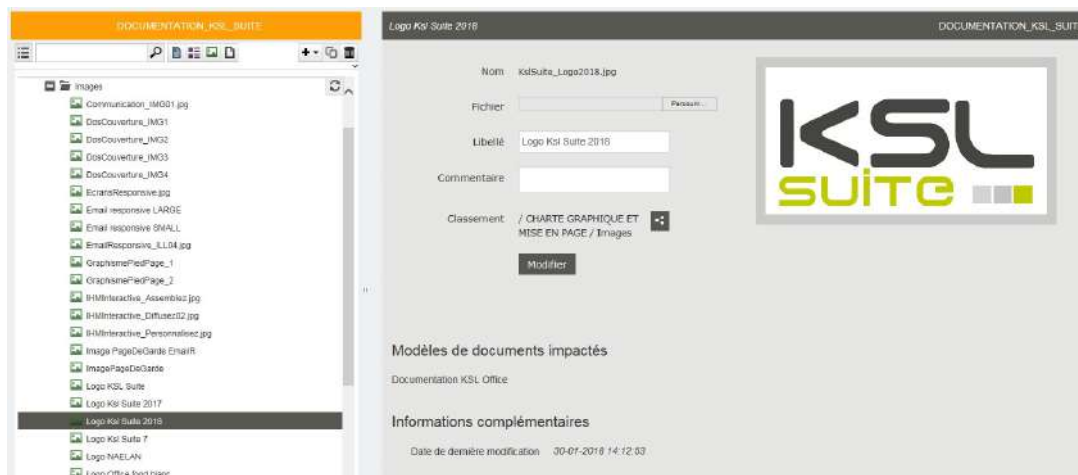 DOCUMENTATION_KSL_SUITE
Images
Communication_IMG01.jpg
DosCouverture_IMG1
DosCouverture_IMG2
DosCouverture_IMG3
DosCouverture_IMG4
EcransResponsive.jpg
Email responsive LARGE
Email responsive SMALL
EmailResponsive_ILL04.jpg
GraphismePiedPage_1
GraphismePiedPage_2
IHMInteractive_Assemblez.jpg
IHMInteractive_Diffusez02.jpg
IHMInteractive_Personnalisez.jpg
Image PageDeGarde EmailR
ImagePageDeGarde
Logo KSL Suite
Logo Ksl Suite 2017
Logo Ksl Suite 2018
Logo Ksl Suite 7
Logo NAELAN
Logo Office fond blanc
Logo Ksl Suite 2018 DOCUMENTATION_KSL_SUIT
Nom KslSuite_Logo2018.jpg
Fichier Parcourir...
Libellé Logo Ksl Suite 2018
Commentaire
Classement / CHARTE GRAPHIQUE ET
MISE EN PAGE / Images
Modifier
KSL
SUITE
Modèles de documents impactés
Documentation KSL Office
Informations complémentaires
Date de dernière modification 30-01-2018 14:12:53